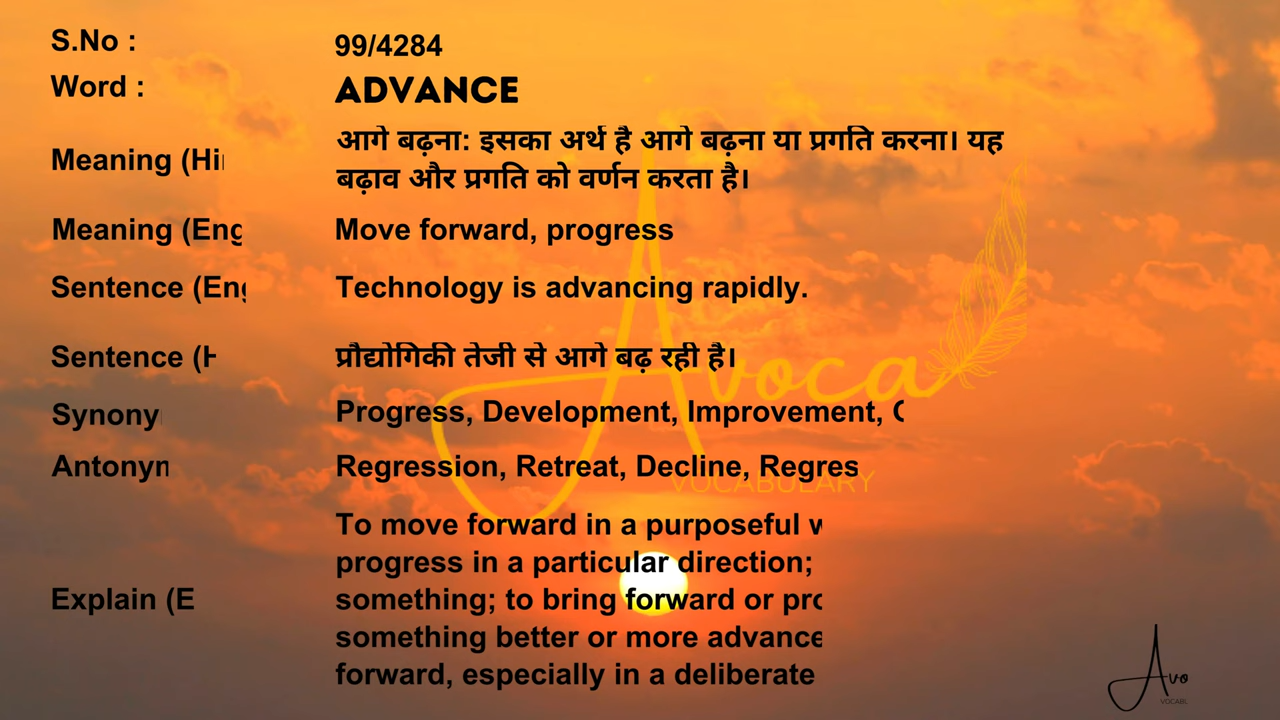 S.No : 99/4284
Word : ADVANCE
Meaning (Hi आगे बढ़ना: इसका अर्थ है आगे बढ़ना या प्रगति करना। यह
बढ़ाव और प्रगति को वर्णन करता है।
Meaning (Eng Move forward, progress
Sentence (Eng Technology is advancing rapidly.
Sentence (H प्रौद्योगिकी तेजी से आगे बढ़ रही है।
Synony Progress, Development, Improvement,
Antonym Regression, Retreat, Decline, Regres
To move forward in a purposeful w
progress in a particular direction;
Explain (E something; to bring forward or pro
something better or more advance
forward, especially in a deliberate
Avoca
VOCABULARY
Avo
VOCABL